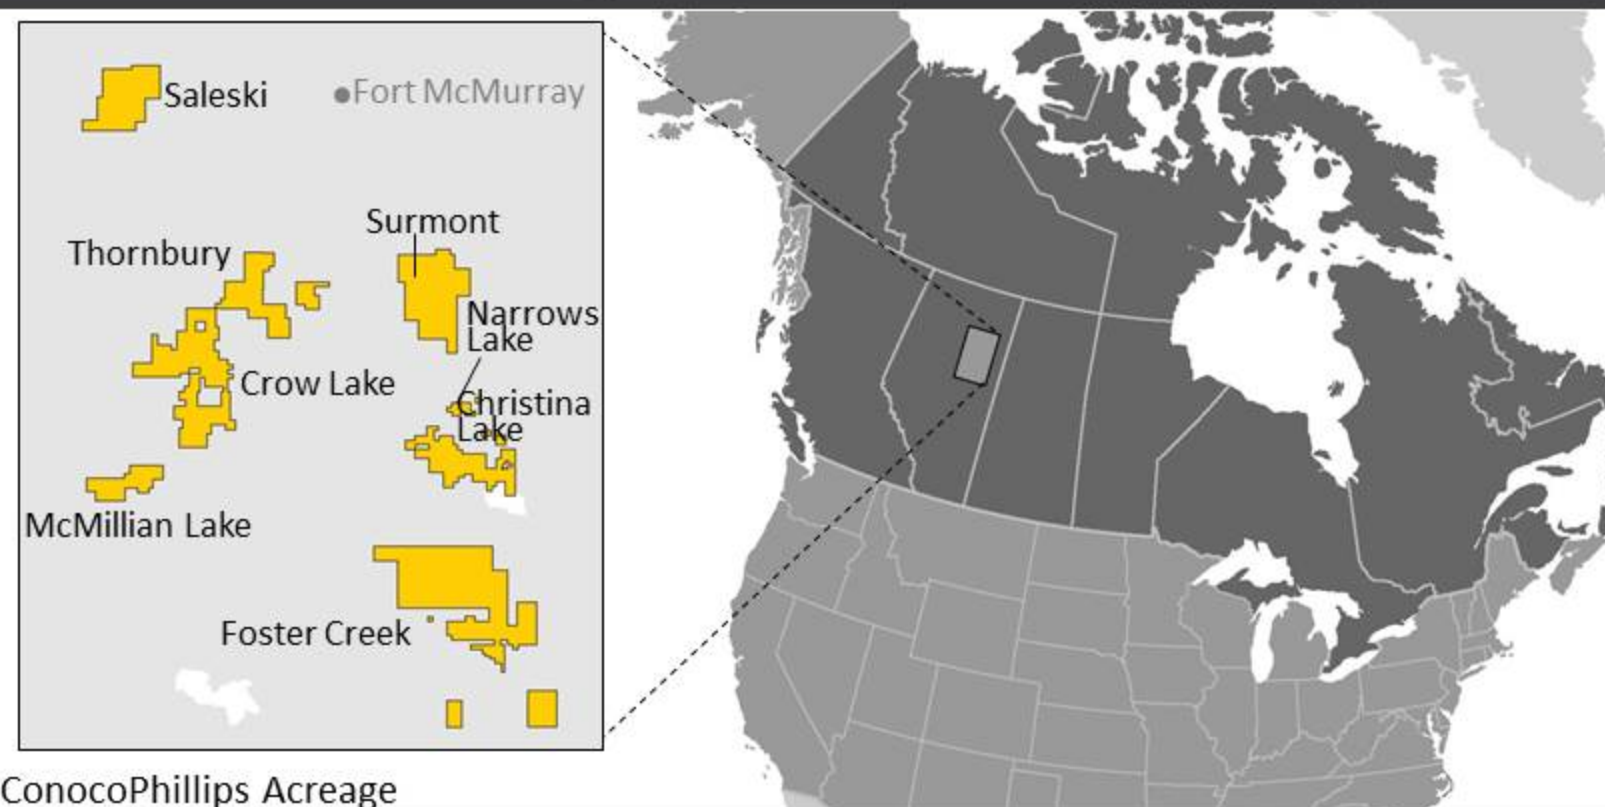 Saleski
Fort McMurray
Surmont
Thornbury
Narrows
Lake
Crow Lake
Christina
Lake
McMillian Lake
Foster Creek
ConocoPhillips Acreage